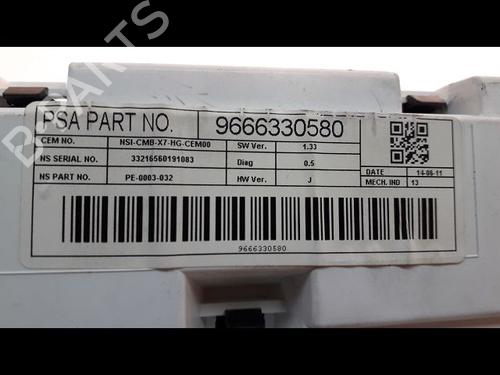 B-PARTS
PSA PART NO. 9666330580
CEM NO. NSI-CMB-X7-HG-CEM00 SW Ver. 1.33
NS SERIAL NO. 33216560191083 Diag 0.5 DATE 14-06-11
NS PART NO. PE-0003-032 HW Ver. J MECH. IND 13
9666330580